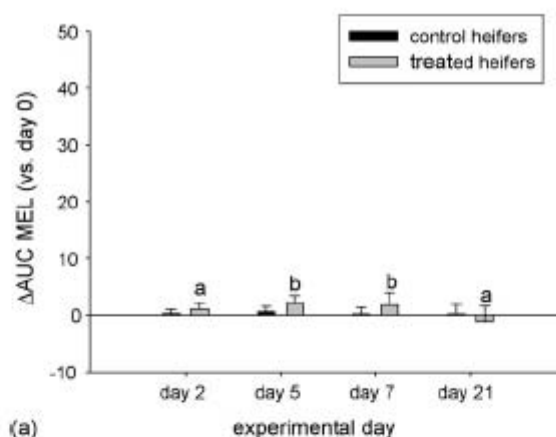 50
40
30
20
10
0
-10
ΔAUC MEL (vs. day 0)
control heifers
treated heifers
a
b
b
a
day 2 day 5 day 7 day 21
(a) experimental day